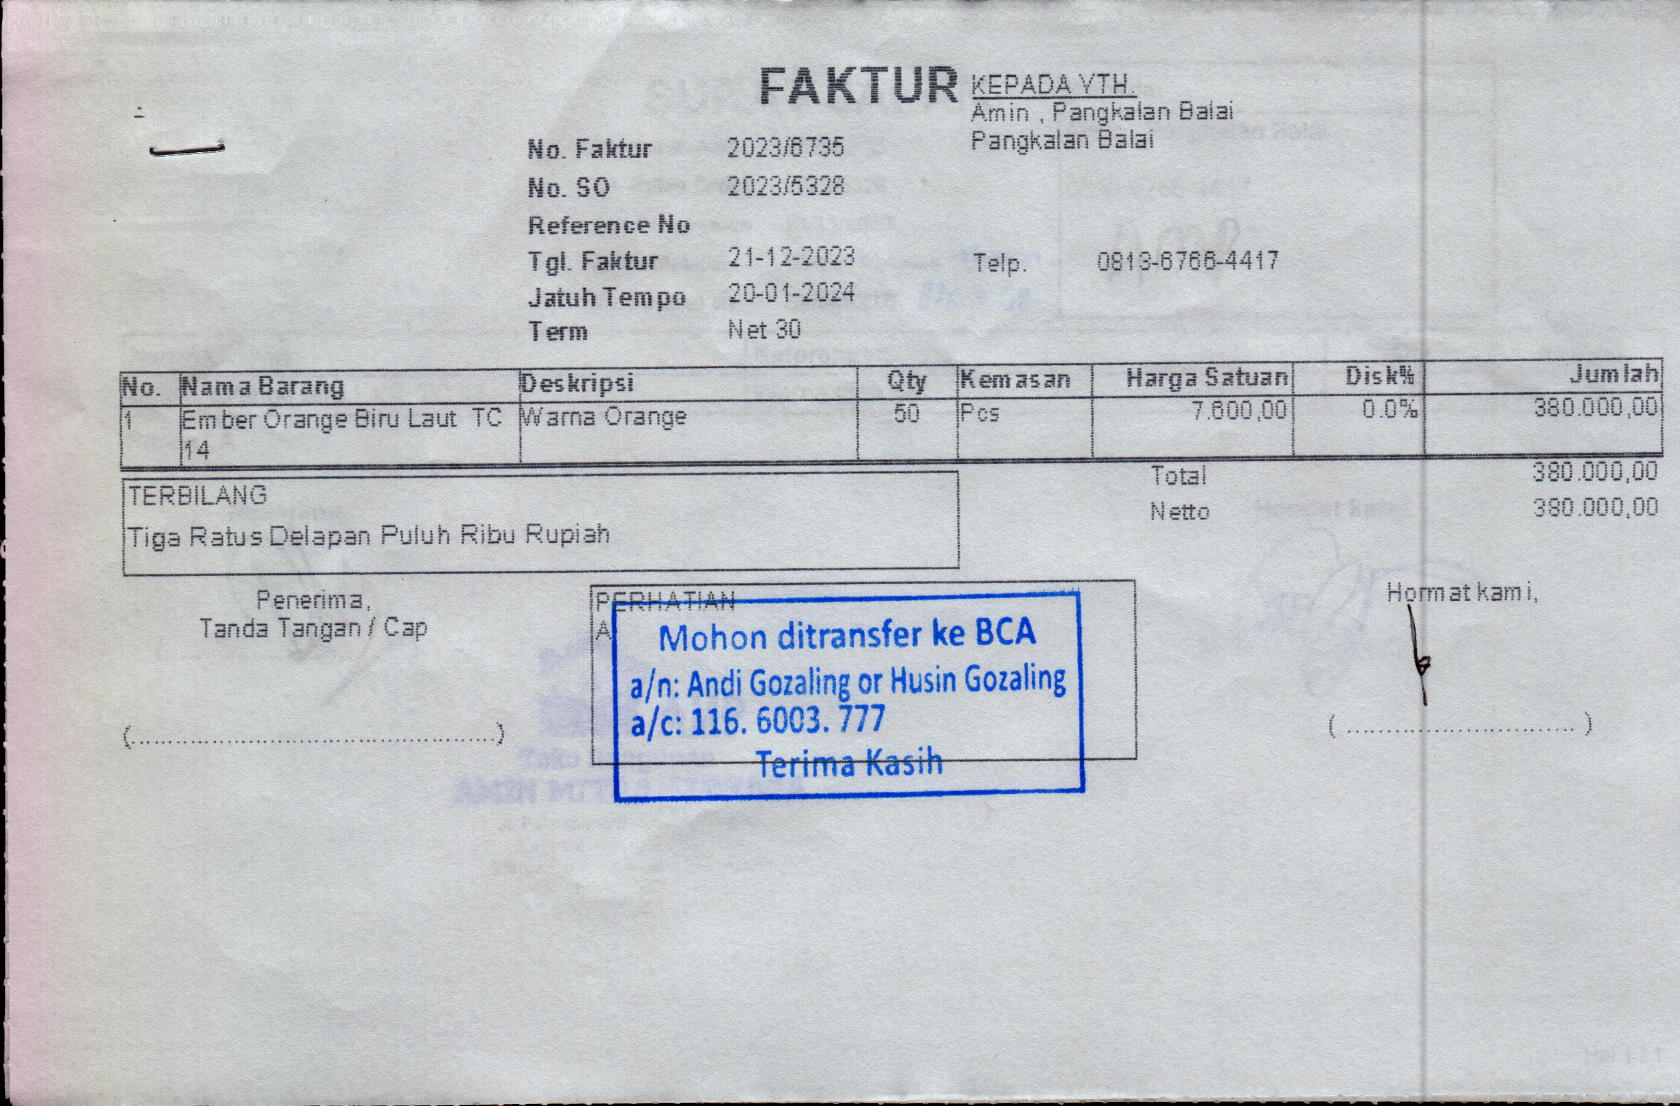 FAKTUR
KEPADA YTH.
Amin , Pangkalan Balai
Pangkalan Balai
No. Faktur 2023/6735
No. SO 2023/5328
Reference No
Tgl. Faktur 21-12-2023
Telp. 0813-6766-4417
Jatuh Tempo 20-01-2024
Term Net 30
No. Nama Barang Deskripsi Qty Kemasan Harga Satuan Disk% Jumlah
1 Ember Orange Biru Laut TC Warna Orange 50 Pcs 7.600,00 0.0% 380.000,00
14
Total 380.000,00
Netto 380.000,00
TERBILANG
Tiga Ratus Delapan Puluh Ribu Rupiah
Penerima,
Tanda Tangan / Cap
(................................................)
PERHATIAN
A
Mohon ditransfer ke BCA
a/n: Andi Gozaling or Husin Gozaling
a/c: 116. 6003. 777
Terima Kasih
Hormat kami,
( .............................. )
Toko
AMIN